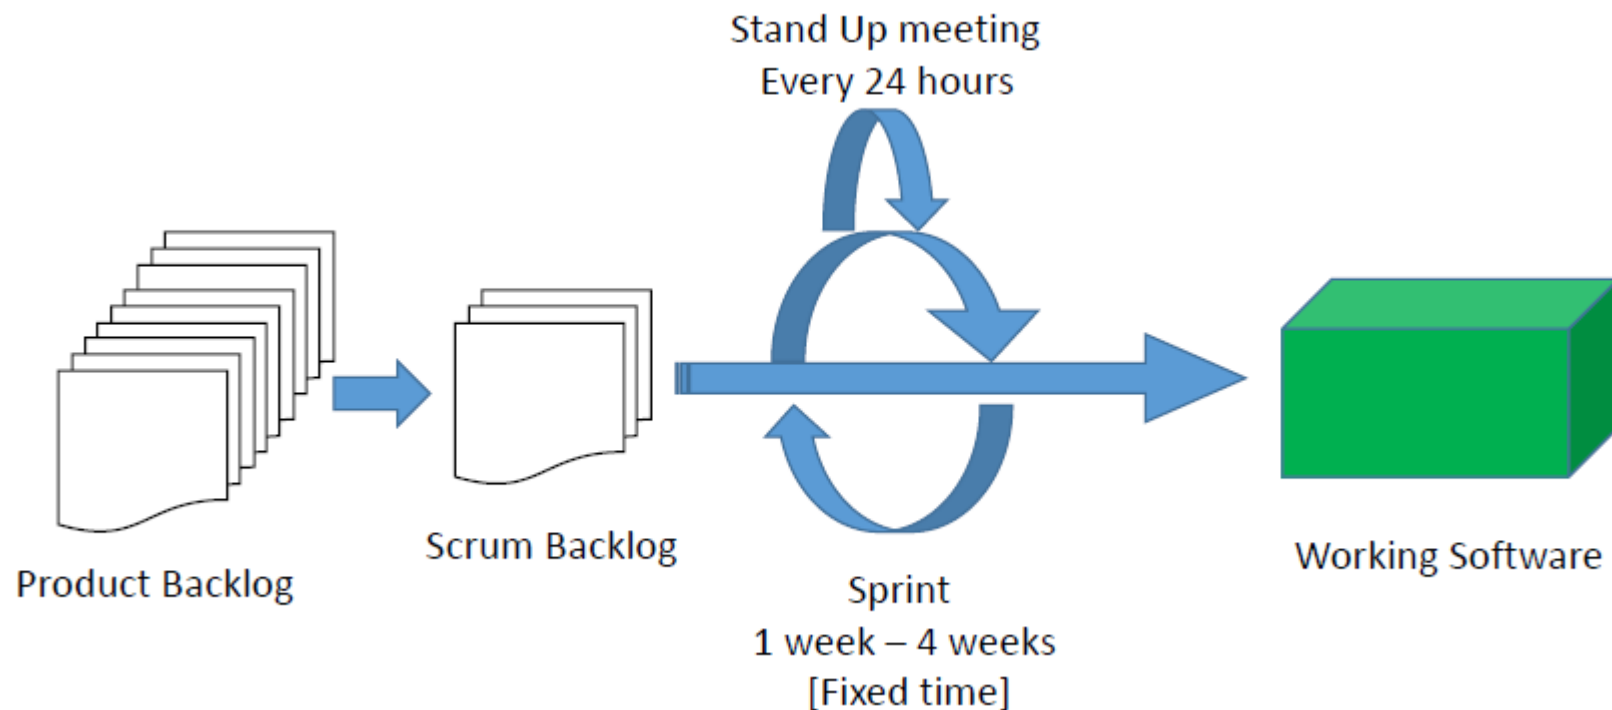 Stand Up meeting
Every 24 hours
Product Backlog
Scrum Backlog
Sprint
1 week – 4 weeks
[Fixed time]
Working Software